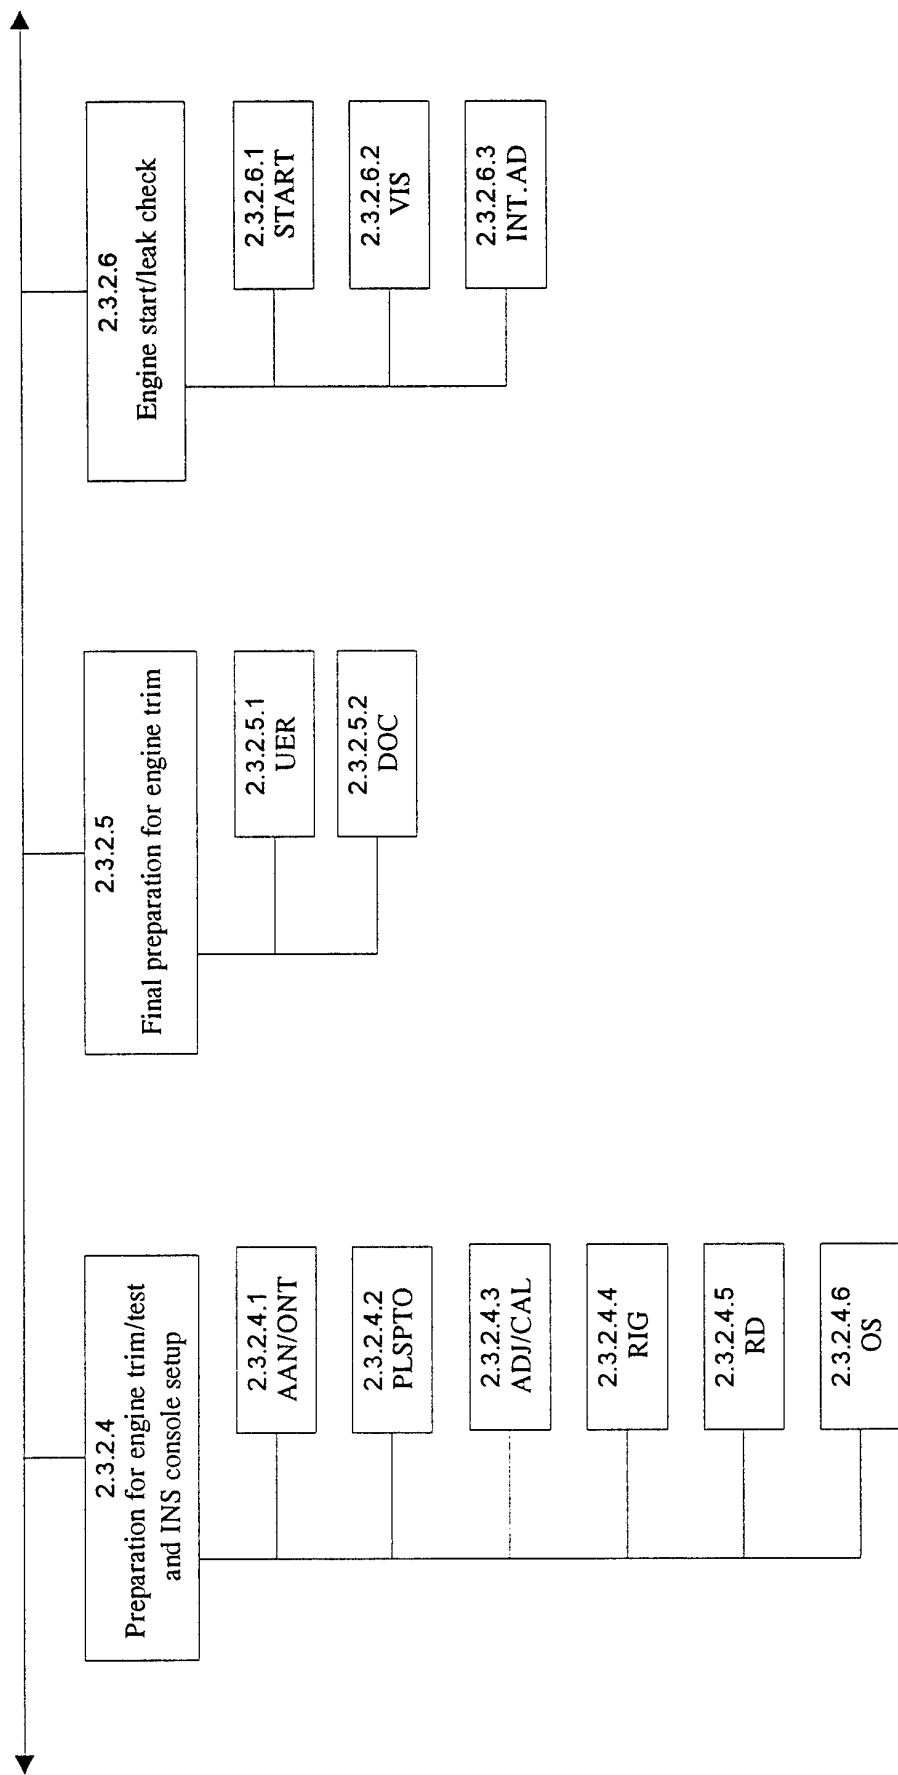 2.3.2.4
Preparation for engine trim/test
and INS console setup
2.3.2.4.1
AAN/ONT
2.3.2.4.2
PLSPTO
2.3.2.4.3
ADJ/CAL
2.3.2.4.4
RIG
2.3.2.4.5
RD
2.3.2.4.6
OS
2.3.2.5
Final preparation for engine trim
2.3.2.5.1
UER
2.3.2.5.2
DOC
2.3.2.6
Engine start/leak check
2.3.2.6.1
START
2.3.2.6.2
VIS
2.3.2.6.3
INT.AD